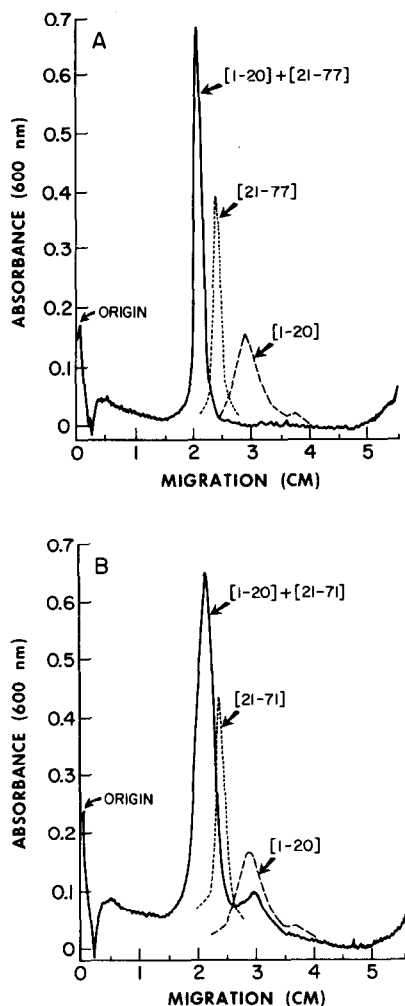 A
0.7
0.6
0.5
0.4
0.3
0.2
0.1
0
ABSORBANCE (600 nm)
[1-20]+[21-77]
[21-77]
[1-20]
ORIGIN
0 1 2 3 4 5
MIGRATION (CM)
B
0.7
0.6
0.5
0.4
0.3
0.2
0.1
0
ABSORBANCE (600 nm)
[1-20]+[21-71]
[21-71]
[1-20]
ORIGIN
0 1 2 3 4 5
MIGRATION (CM)